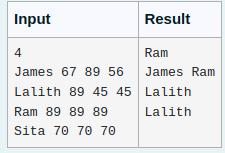 Input Result
4 Ram
James 67 89 56 James Ram
Lalith 89 45 45 Lalith
Ram 89 89 89 Lalith
Sita 70 70 70